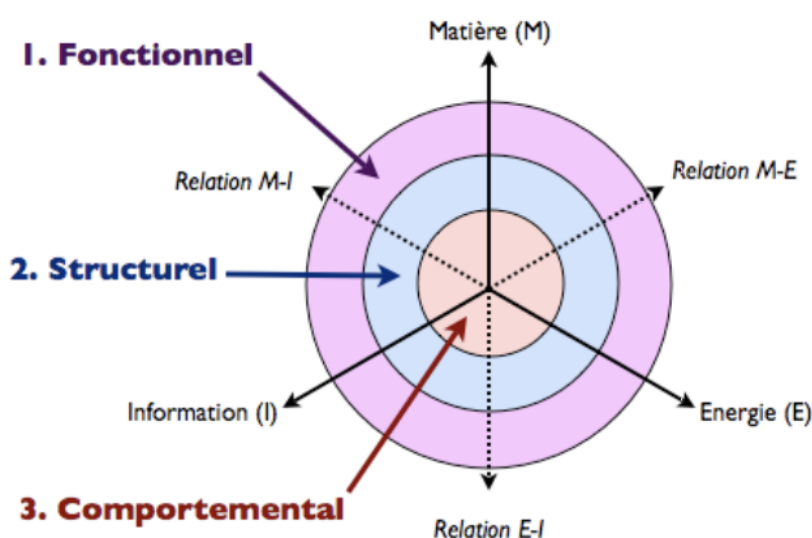 Matière (M)
1. Fonctionnel
Relation M-I
Relation M-E
2. Structurel
Information (I)
Energie (E)
3. Comportemental
Relation E-I